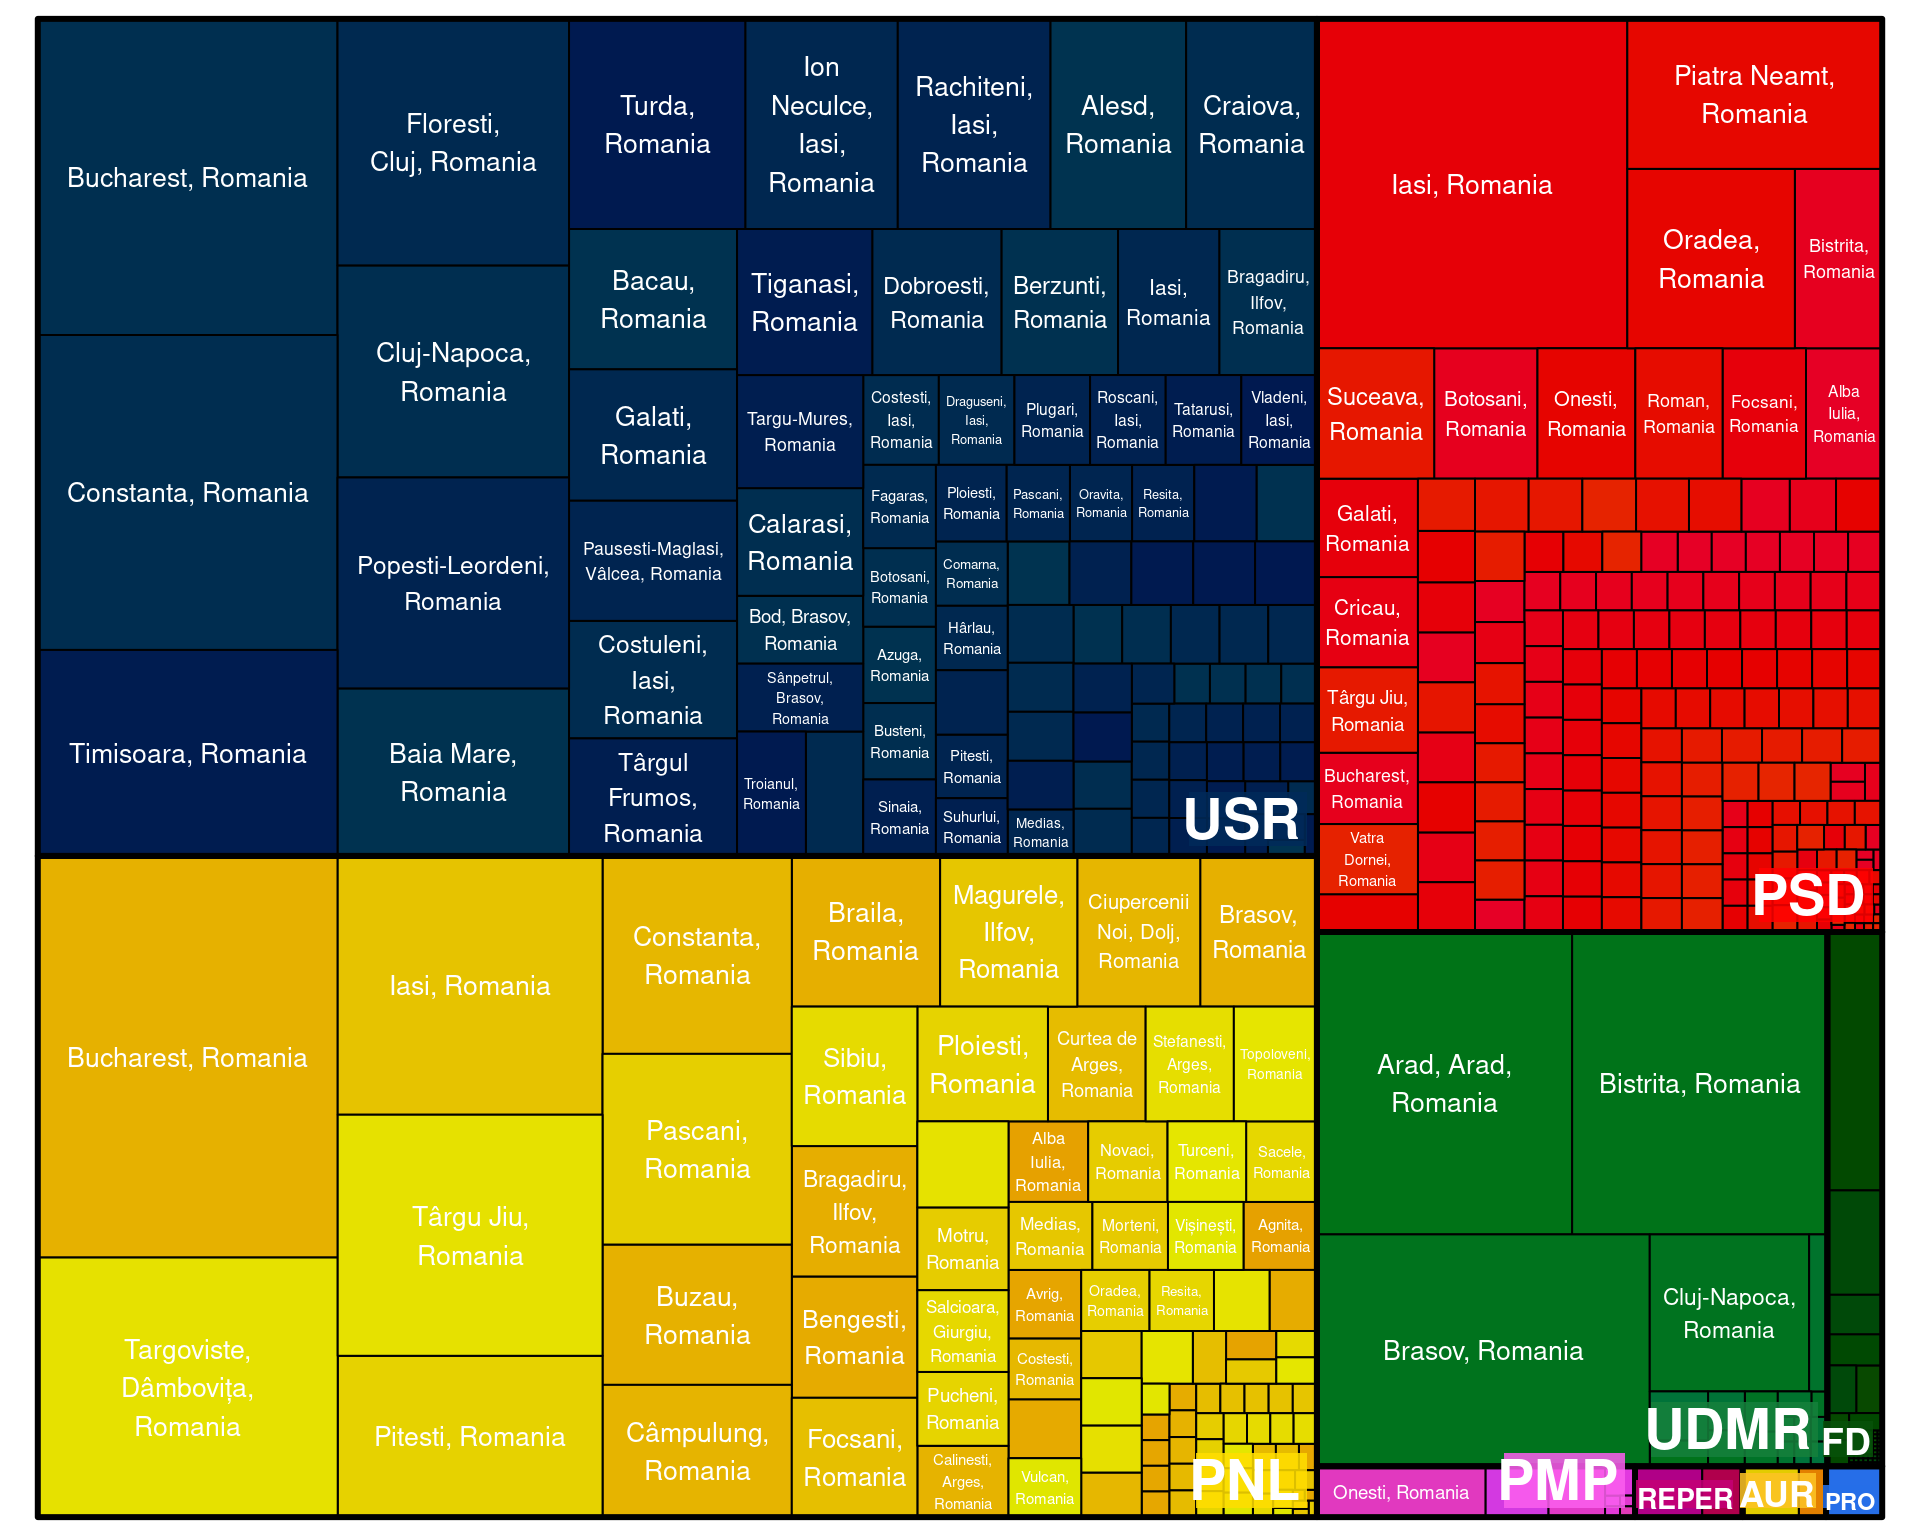 Bucharest, Romania
Constanta, Romania
Timisoara, Romania
Floresti,
Cluj, Romania
Cluj-Napoca,
Romania
Popesti-Leordeni,
Romania
Baia Mare,
Romania
Turda,
Romania
Ion
Neculce,
Iasi,
Romania
Rachiteni,
Iasi,
Romania
Alesd,
Romania
Craiova,
Romania
Bacau,
Romania
Galati,
Romania
Pausesti-Maglasi,
Vâlcea, Romania
Costuleni,
Iasi,
Romania
Târgul
Frumos,
Romania
Tiganasi,
Romania
Dobroesti,
Romania
Berzunti,
Romania
Iasi,
Romania
Bragadiru,
Ilfov,
Romania
Targu-Mures,
Romania
Calarasi,
Romania
Bod, Brasov,
Romania
Sânpetrul,
Brasov,
Romania
Troianul,
Romania
Costesti,
Iasi,
Romania
Draguseni,
Iasi,
Romania
Plugari,
Romania
Roscani,
Iasi,
Romania
Tatarusi,
Romania
Vladeni,
Iasi,
Romania
Fagaras,
Romania
Botosani,
Romania
Azuga,
Romania
Busteni,
Romania
Sinaia,
Romania
Ploiesti,
Romania
Pascani,
Romania
Oravita,
Romania
Resita,
Romania
Comarna,
Romania
Hârlau,
Romania
Pitesti,
Romania
Suhurlui,
Romania
Medias,
Romania
USR
Iasi, Romania
Piatra Neamt,
Romania
Oradea,
Romania
Bistrita,
Romania
Suceava,
Romania
Botosani,
Romania
Onesti,
Romania
Roman,
Romania
Focsani,
Romania
Alba
Iulia,
Romania
Galati,
Romania
Cricau,
Romania
Târgu Jiu,
Romania
Bucharest,
Romania
Vatra
Dornei,
Romania
PSD
Bucharest, Romania
Targoviste,
Dâmbovița,
Romania
Iasi, Romania
Târgu Jiu,
Romania
Pitesti, Romania
Constanta,
Romania
Pascani,
Romania
Buzau,
Romania
Câmpulung,
Romania
Braila,
Romania
Magurele,
Ilfov,
Romania
Ciupercenii
Noi, Dolj,
Romania
Brasov,
Romania
Sibiu,
Romania
Bragadiru,
Ilfov,
Romania
Bengesti,
Romania
Focsani,
Romania
Ploiesti,
Romania
Curtea de
Arges,
Romania
Stefanesti,
Arges,
Romania
Topoloveni,
Romania
Motru,
Romania
Salcioara,
Giurgiu,
Romania
Pucheni,
Romania
Calinesti,
Arges,
Romania
Alba
Iulia,
Romania
Novaci,
Romania
Turceni,
Romania
Sacele,
Romania
Medias,
Romania
Morteni,
Romania
Vișinești,
Romania
Agnita,
Romania
Avrig,
Romania
Oradea,
Romania
Resita,
Romania
Costesti,
Romania
Vulcan,
Romania
PNL
Arad, Arad,
Romania
Bistrita, Romania
Brasov, Romania
Cluj-Napoca,
Romania
UDMR
FD
Onesti, Romania
PMP
REPER
AUR
PRO